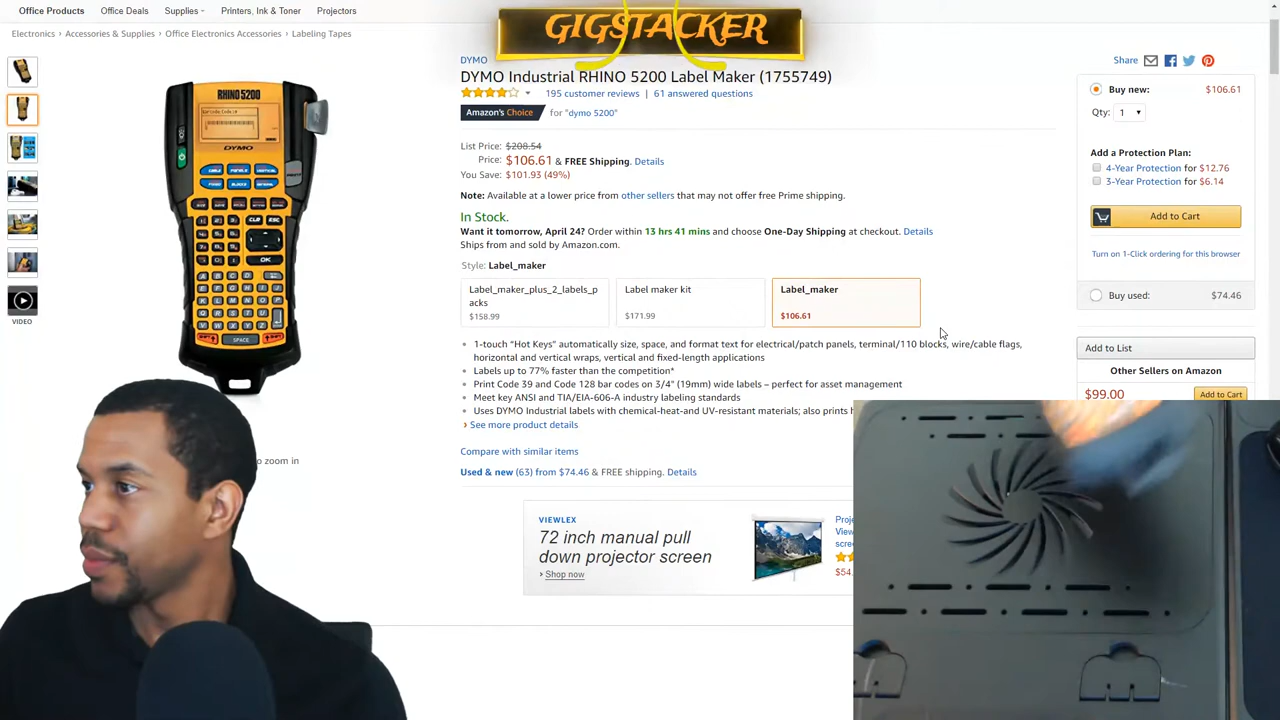 Office Products Office Deals Supplies Printers, Ink & Toner Projectors
Electronics › Accessories & Supplies › Office Electronics Accessories › Labeling Tapes
GIGSTACKER
DYMO
DYMO Industrial RHINO 5200 Label Maker (1755749)
195 customer reviews | 61 answered questions
Amazon's Choice for "dymo 5200"
List Price: $208.54
Price: $106.61 & FREE Shipping. Details
You Save: $101.93 (49%)
Note: Available at a lower price from other sellers that may not offer free Prime shipping.
In Stock.
Want it tomorrow, April 24? Order within 13 hrs 41 mins and choose One-Day Shipping at checkout. Details
Ships from and sold by Amazon.com.
Style: Label_maker
Label_maker_plus_2_labels_p
acks
$158.99
Label maker kit
$171.99
Label_maker
$106.61
• 1-touch "Hot Keys" automatically size, space, and format text for electrical/patch panels, terminal/110 blocks, wire/cable flags,
horizontal and vertical wraps, vertical and fixed-length applications
• Labels up to 77% faster than the competition*
• Print Code 39 and Code 128 bar codes on 3/4" (19mm) wide labels – perfect for asset management
• Meet key ANSI and TIA/EIA-606-A industry labeling standards
• Uses DYMO Industrial labels with chemical-heat-and UV-resistant materials; also prints h
› See more product details
Compare with similar items
Used & new (63) from $74.46 & FREE shipping. Details
VIEWLEX
72 inch manual pull
down projector screen
› Shop now
Proje
View
scre
$54.
Share
Buy new: $106.61
Qty: 1
Add a Protection Plan:
4-Year Protection for $12.76
3-Year Protection for $6.14
Add to Cart
Turn on 1-Click ordering for this browser
Buy used: $74.46
Add to List
Other Sellers on Amazon
$99.00 Add to Cart
VIDEO
RHINO 5200
DYMO
CLR ESC
OK
SPACE
o zoom in